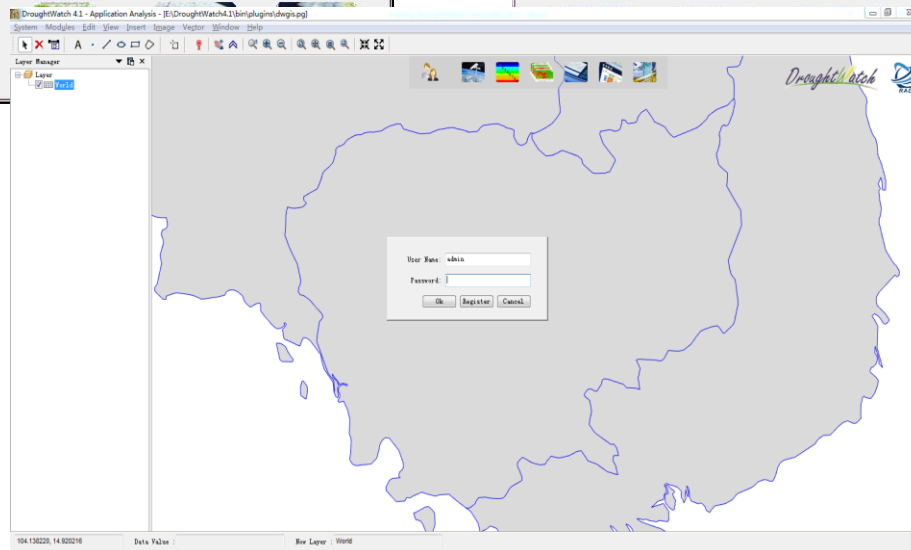 DroughtWatch 4.1 - Application Analysis - [E:\DroughtWatch4.1\bin\plugins\dwgis.pg]
System Modules Edit View Insert Image Vector Window Help
Layer Manager
Layer
World
DroughtWatch
RAD
User Name: admin
Password:
Ok Register Cancel
104.138228, 14.920216 Data Value : Now Layer : World